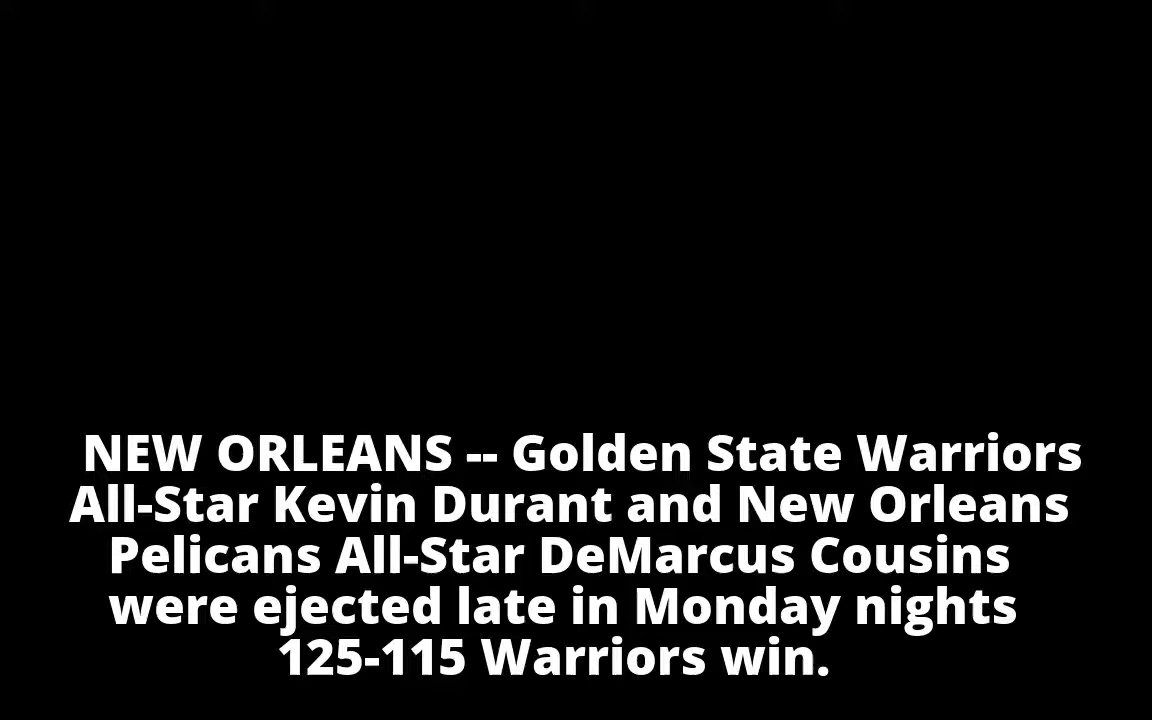 NEW ORLEANS -- Golden State Warriors
All-Star Kevin Durant and New Orleans
Pelicans All-Star DeMarcus Cousins
were ejected late in Monday nights
125-115 Warriors win.